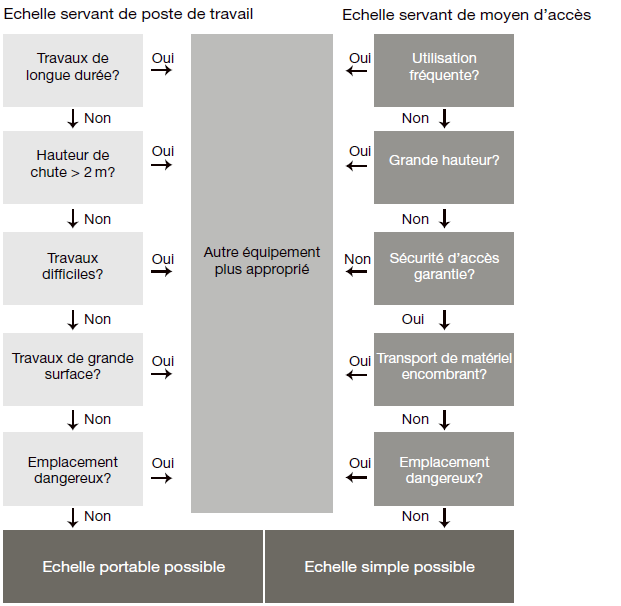 Echelle servant de poste de travail
Echelle servant de moyen d’accès
Travaux de
longue durée?
Oui
Oui
Utilisation
fréquente?
Non
Non
Hauteur de
chute > 2 m?
Oui
Oui
Grande hauteur?
Non
Non
Travaux
difficiles?
Oui
Autre équipement
plus approprié
Non
Sécurité d’accès
garantie?
Non
Oui
Travaux de grande
surface?
Oui
Oui
Transport de matériel
encombrant?
Non
Non
Emplacement
dangereux?
Oui
Oui
Emplacement
dangereux?
Non
Non
Echelle portable possible
Echelle simple possible